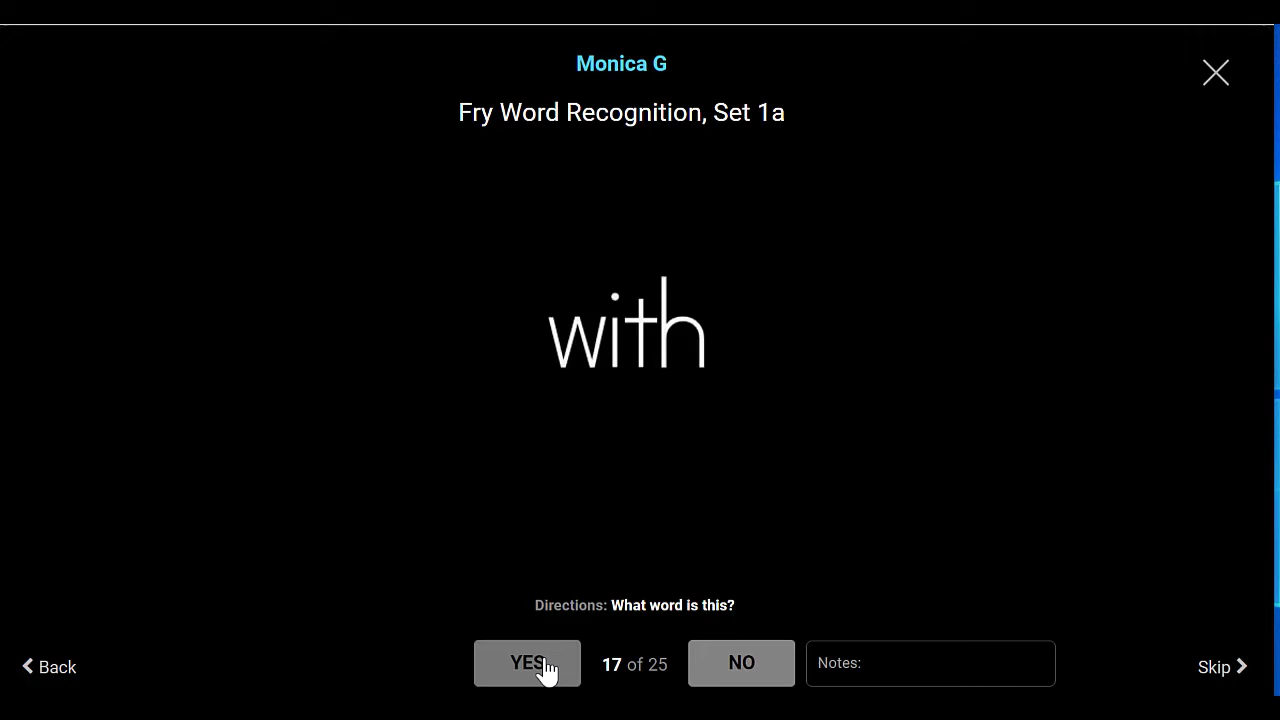 Monica G
Fry Word Recognition, Set 1a
with
Directions: What word is this?
Back
YES
17 of 25
NO
Notes:
Skip